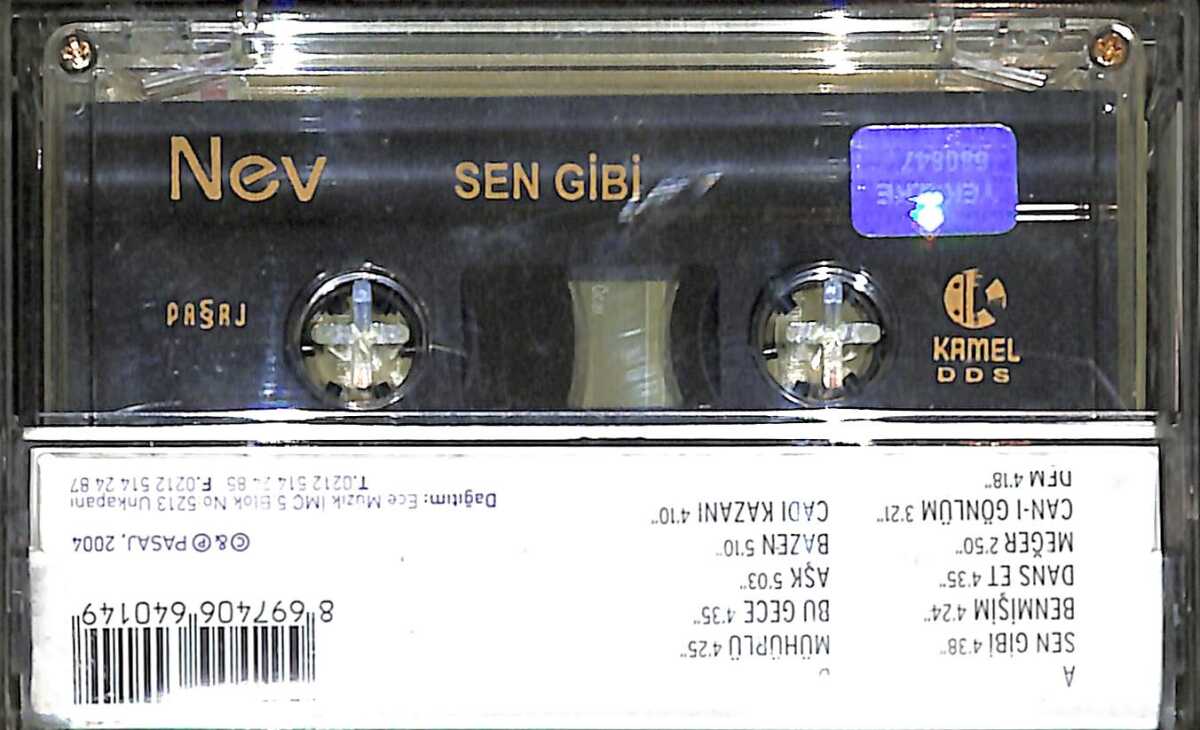 Nev
SEN GİBİ
680847
PASAJ
KAMEL
DDS
A
SEN GİBİ 4'38"
BENMİŞİM 4'24"
DANS ET 4'35"
MEĞER 2'50"
CAN-I GÖNLÜM 3'21"
DEM 4'18"
MÜHÜRLÜ 4'25"
BU GECE 4'35"
AŞK 5'03"
BAZEN 5'10"
CADI KAZANI 4'10"
8 697406 640149
©&℗ PASAJ, 2004
Dağıtım: Ece Müzik İMC 5 Blok No 5213 Unkapanı
T.0212 514 24 85 F.0212 514 24 87